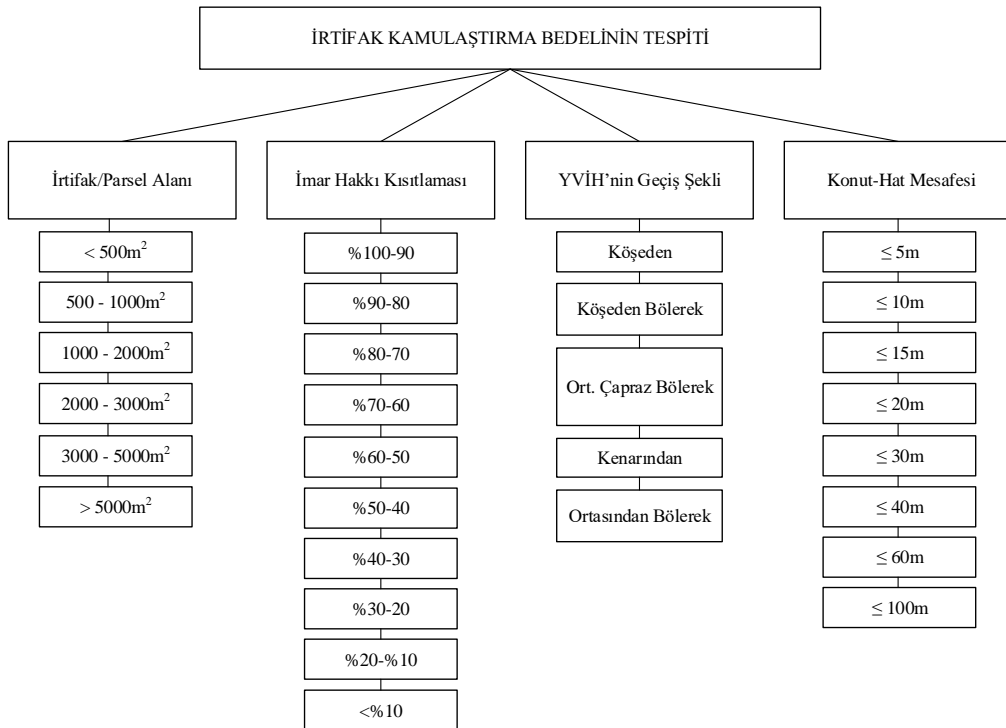 İRTİFAK KAMULAŞTIRMA BEDELİNİN TESPİTİ
İrtifak/Parsel Alanı
< 500m²
500 - 1000m²
1000 - 2000m²
2000 - 3000m²
3000 - 5000m²
> 5000m²
İmar Hakkı Kısıtlaması
%100-90
%90-80
%80-70
%70-60
%60-50
%50-40
%40-30
%30-20
%20-%10
<%10
YVİH’nin Geçiş Şekli
Köşeden
Köşeden Bölerek
Ort. Çapraz Bölerek
Kenarından
Ortasından Bölerek
Konut-Hat Mesafesi
≤ 5m
≤ 10m
≤ 15m
≤ 20m
≤ 30m
≤ 40m
≤ 60m
≤ 100m